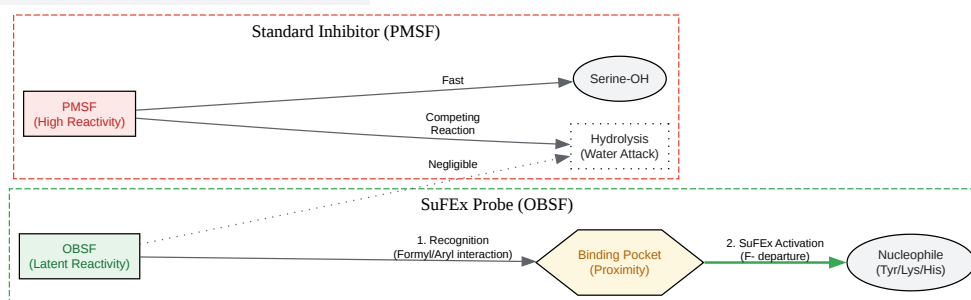 Standard Inhibitor (PMSF)
PMSF
(High Reactivity)
Fast
Serine-OH
Competing
Reaction
Hydrolysis
(Water Attack)
Negligible
SuFEx Probe (OBSF)
OBSF
(Latent Reactivity)
1. Recognition
(Formyl/Aryl interaction)
Binding Pocket
(Proximity)
2. SuFEx Activation
(F- departure)
Nucleophile
(Tyr/Lys/His)